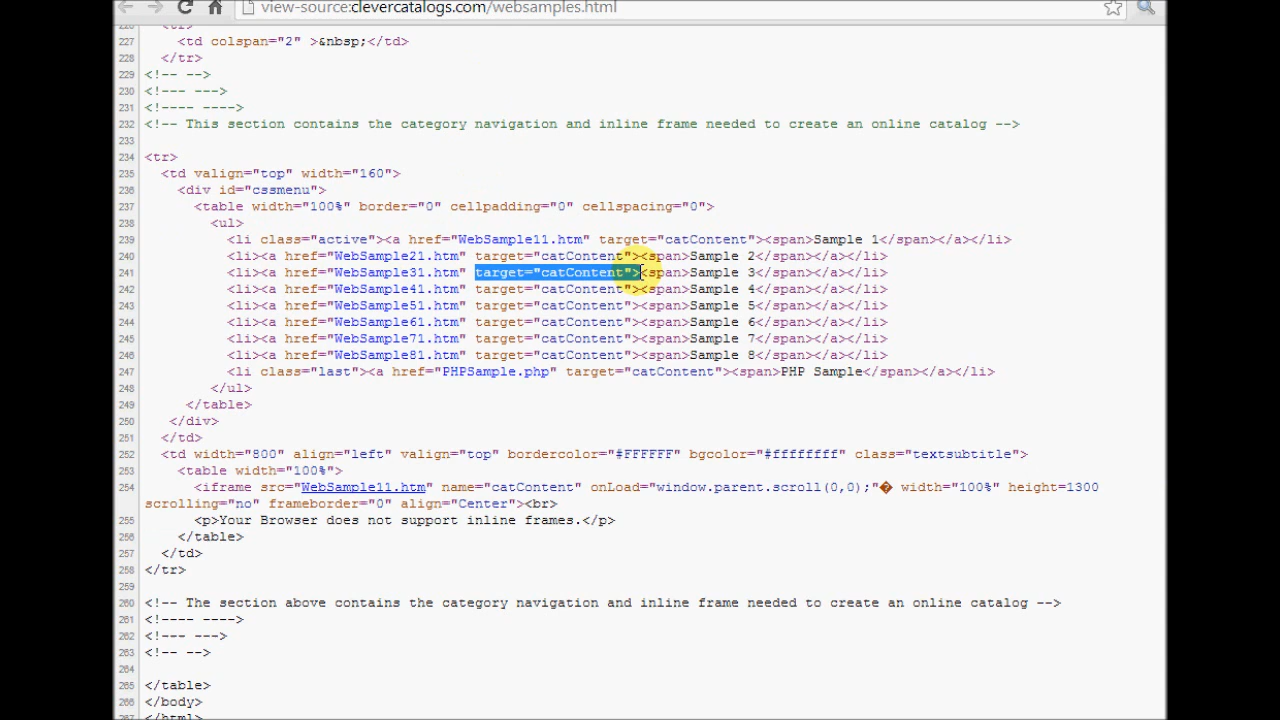 view-source:clevercatalogs.com/websamples.html
226 </tr>
227 <td colspan="2" >&nbsp;</td>
228 </tr>
229 <!-- -->
230 <!--- --->
231 <!---- ---->
232 <!-- This section contains the category navigation and inline frame needed to create an online catalog -->
233
234 <tr>
235 <td valign="top" width="160">
236 <div id="cssmenu">
237 <table width="100%" border="0" cellpadding="0" cellspacing="0">
238 <ul>
239 <li class="active"><a href="WebSample11.htm" target="catContent"><span>Sample 1</span></a></li>
240 <li><a href="WebSample21.htm" target="catContent"><span>Sample 2</span></a></li>
241 <li><a href="WebSample31.htm" target="catContent"><span>Sample 3</span></a></li>
242 <li><a href="WebSample41.htm" target="catContent"><span>Sample 4</span></a></li>
243 <li><a href="WebSample51.htm" target="catContent"><span>Sample 5</span></a></li>
244 <li><a href="WebSample61.htm" target="catContent"><span>Sample 6</span></a></li>
245 <li><a href="WebSample71.htm" target="catContent"><span>Sample 7</span></a></li>
246 <li><a href="WebSample81.htm" target="catContent"><span>Sample 8</span></a></li>
247 <li class="last"><a href="PHPSample.php" target="catContent"><span>PHP Sample</span></a></li>
248 </ul>
249 </table>
250 </div>
251 </td>
252 <td width="800" align="left" valign="top" bordercolor="#FFFFFF" bgcolor="#ffffffff" class="textsubtitle">
253 <table width="100%">
254 <iframe src="WebSample11.htm" name="catContent" onLoad="window.parent.scroll(0,0);"� width="100%" height=1300
scrolling="no" frameborder="0" align="Center"><br>
255 <p>Your Browser does not support inline frames.</p>
256 </table>
257 </td>
258 </tr>
259
260 <!-- The section above contains the category navigation and inline frame needed to create an online catalog -->
261 <!---- ---->
262 <!--- --->
263 <!-- -->
264
265 </table>
266 </body>
267 </html>